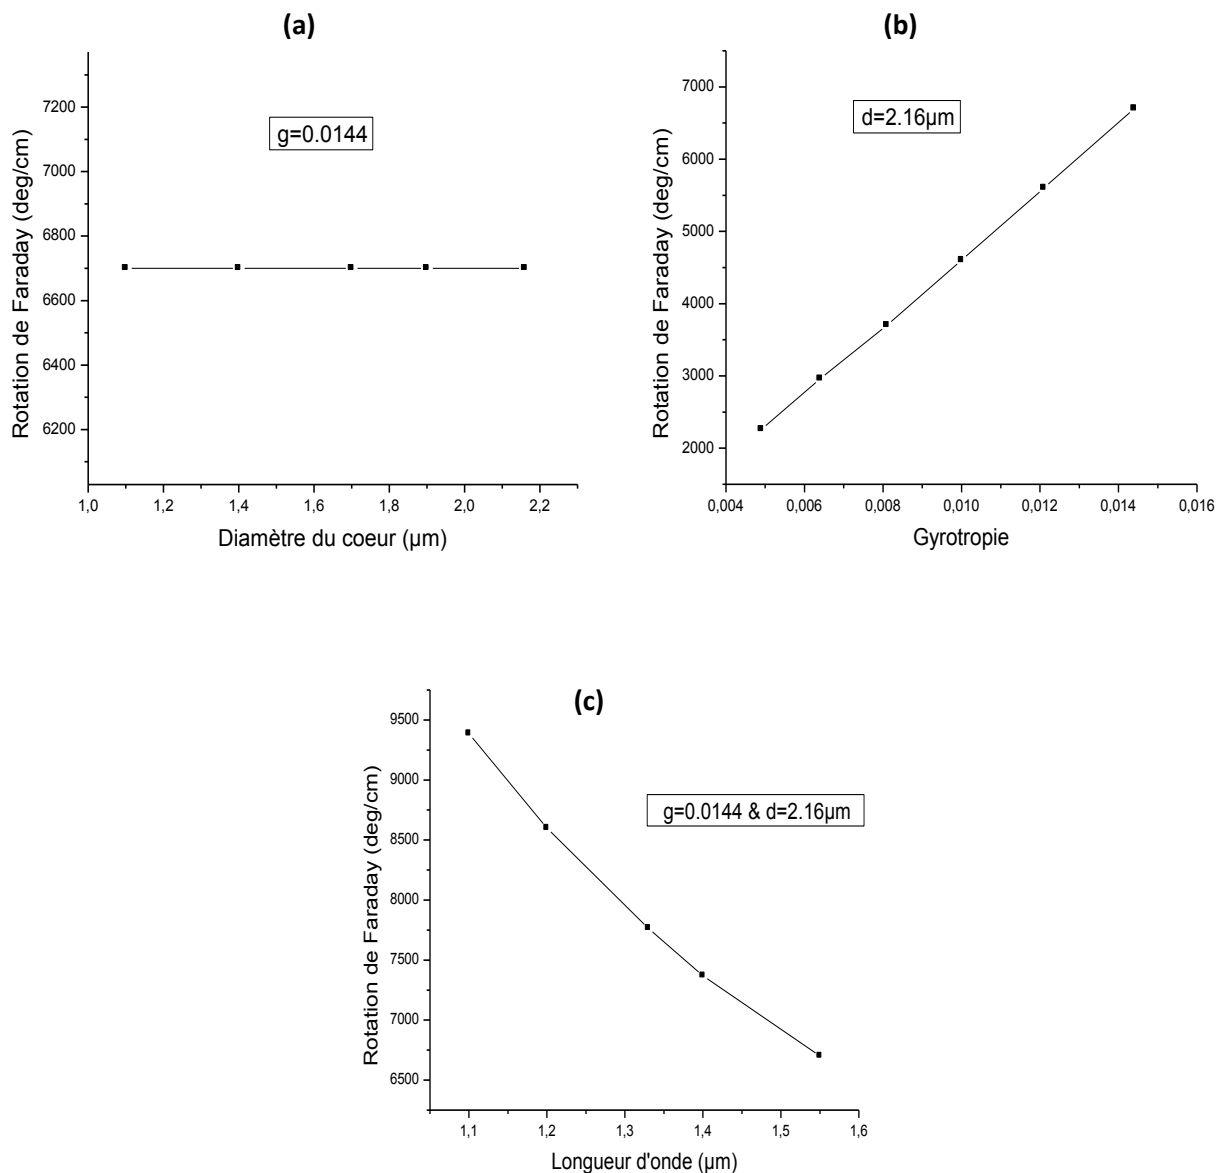 (a)
7200
7000
6800
6600
6400
6200
Rotation de Faraday (deg/cm)
g=0.0144
1,0 1,2 1,4 1,6 1,8 2,0 2,2
Diamètre du coeur (µm)
(b)
7000
6000
5000
4000
3000
2000
Rotation de Faraday (deg/cm)
d=2.16µm
0,004 0,006 0,008 0,010 0,012 0,014 0,016
Gyrotropie
(c)
9500
9000
8500
8000
7500
7000
6500
Rotation de Faraday (deg/cm)
g=0.0144 & d=2.16µm
1,1 1,2 1,3 1,4 1,5 1,6
Longueur d'onde (µm)